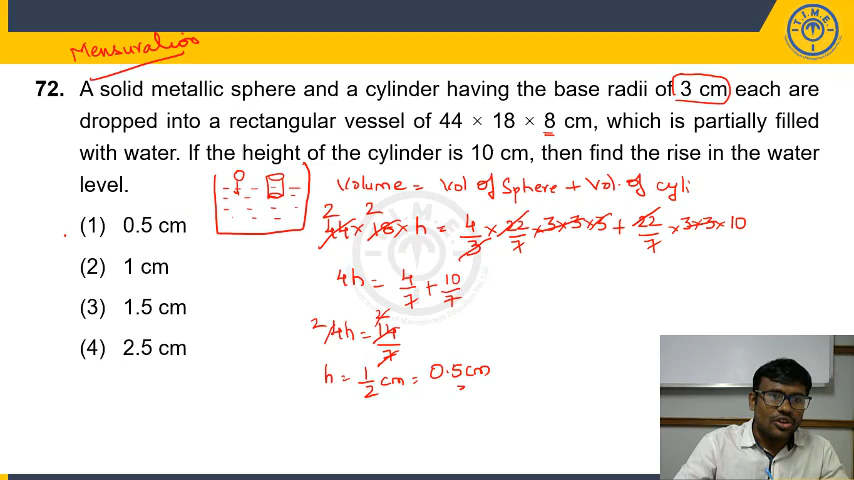 T.I.M.E.
Mensuration
72. A solid metallic sphere and a cylinder having the base radii of 3 cm each are
dropped into a rectangular vessel of 44 × 18 × 8 cm, which is partially filled
with water. If the height of the cylinder is 10 cm, then find the rise in the water
level.
Volume = Vol of Sphere + Vol. of cyli
(1) 0.5 cm
2 2
44 × 18 × h = 4/3 × 22/7 × 3×3×3 + 22/7 × 3×3 × 10
(2) 1 cm
4h = 4/7 + 10/7
(3) 1.5 cm
2 4h = 14/7 2
(4) 2.5 cm
h = 1/2 cm = 0.5cm